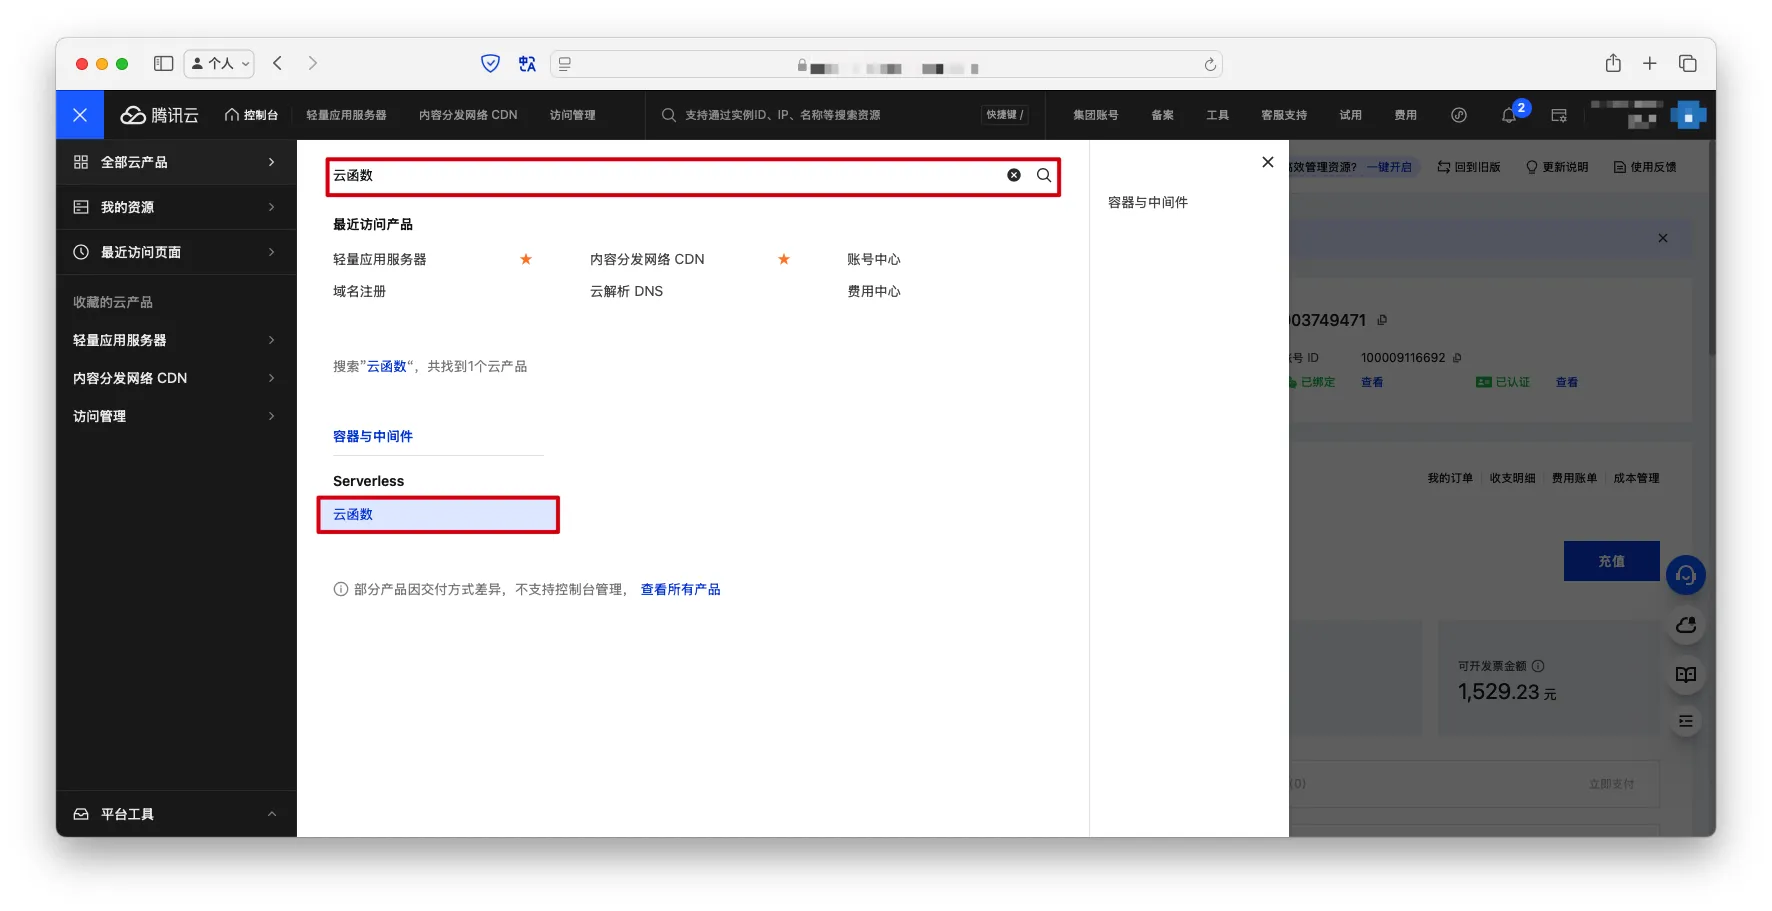 个人
腾讯云 控制台 轻量应用服务器 内容分发网络 CDN 访问管理 支持通过实例ID、IP、名称等搜索资源 快捷键 / 集团账号 备案 工具 客服支持 试用 费用 2
全部云产品
我的资源
最近访问页面
收藏的云产品
轻量应用服务器
内容分发网络 CDN
访问管理
平台工具
云函数
最近访问产品
轻量应用服务器 内容分发网络 CDN 账号中心
域名注册 云解析 DNS 费用中心
搜索”云函数“，共找到1个云产品
容器与中间件
Serverless
云函数
部分产品因交付方式差异，不支持控制台管理， 查看所有产品
容器与中间件
效管理资源？ 一键开启 回到旧版 更新说明 使用反馈
03749471
号 ID 100009116692
已绑定 查看 已认证 查看
我的订单 收支明细 费用账单 成本管理
充值
可开发票金额
1,529.23 元
(0) 立即支付